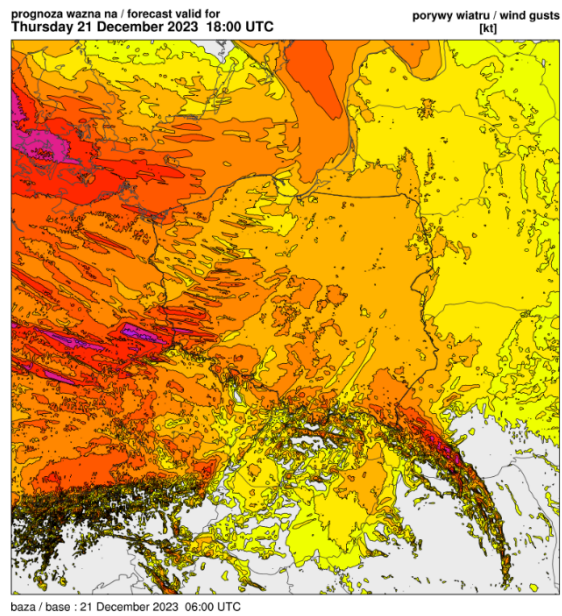 prognoza wazna na / forecast valid for
Thursday 21 December 2023 18:00 UTC
porywy wiatru / wind gusts
[kt]
baza / base : 21 December 2023 06:00 UTC